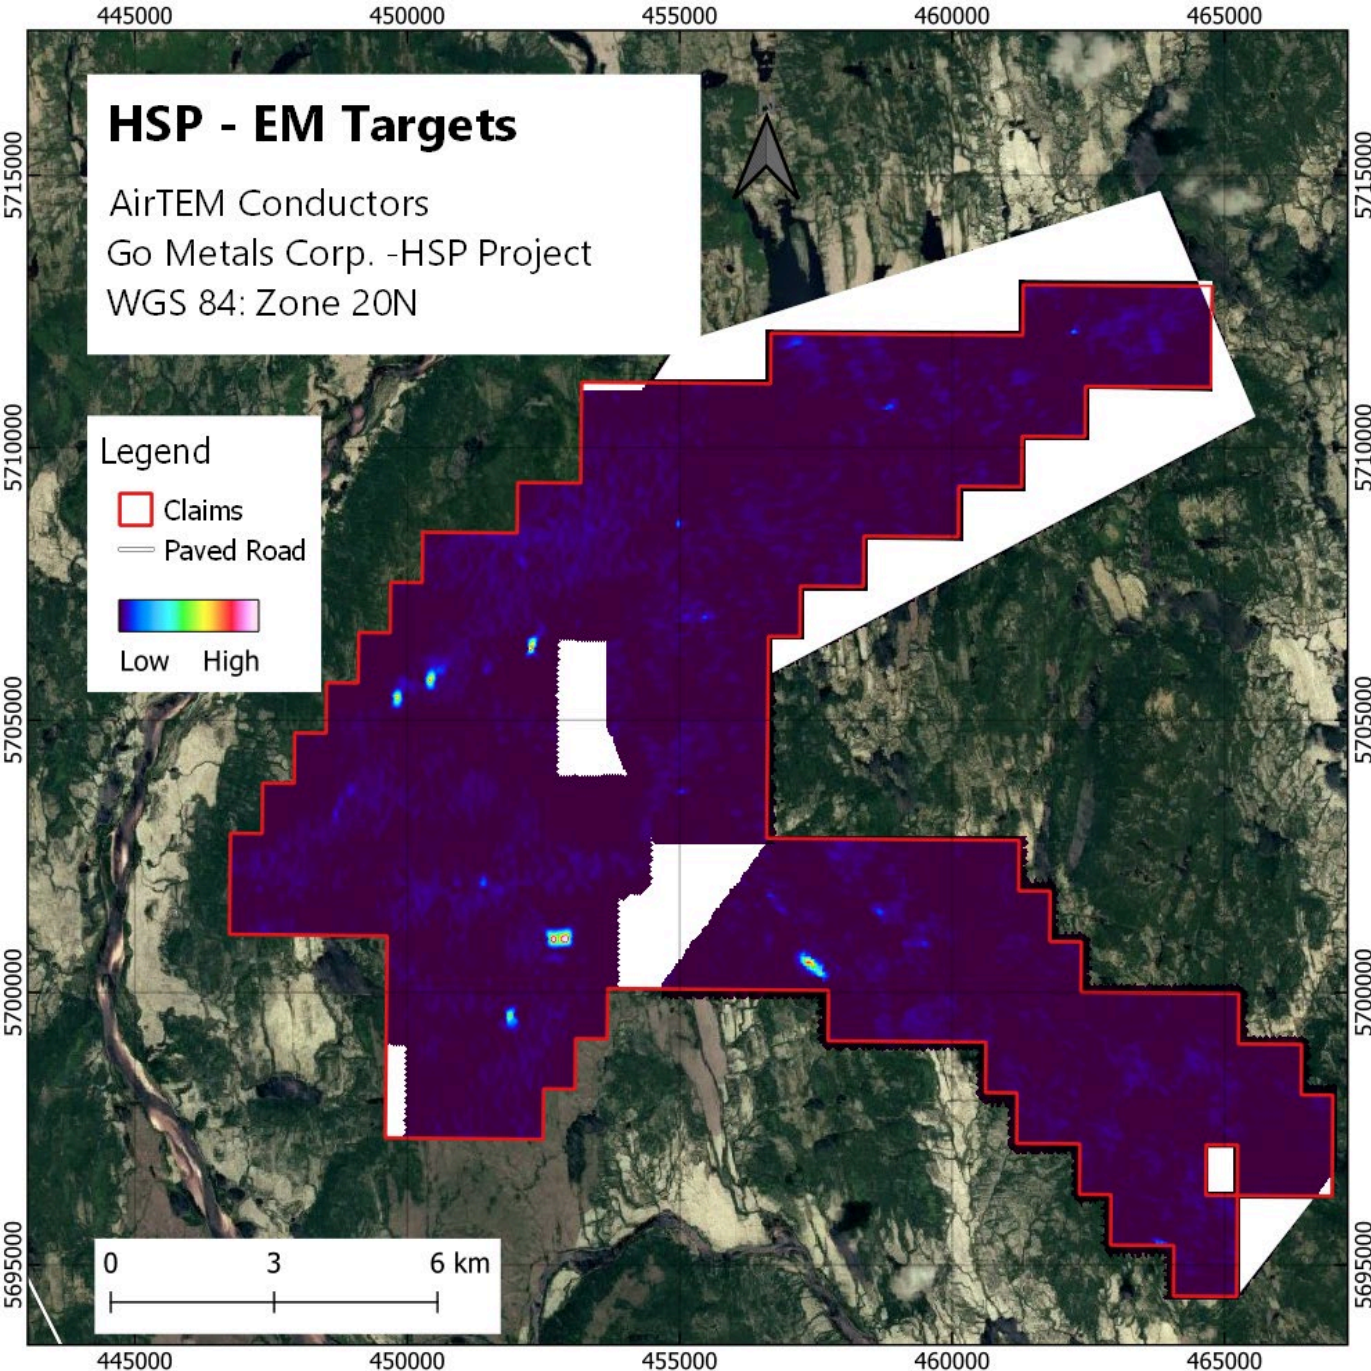 445000 450000 455000 460000 465000
HSP - EM Targets
AirTEM Conductors
Go Metals Corp. -HSP Project
WGS 84: Zone 20N
Legend
Claims
Paved Road
Low High
5715000 5715000
5710000 5710000
5705000 5705000
5700000 5700000
5695000 5695000
0 3 6 km
445000 450000 455000 460000 465000